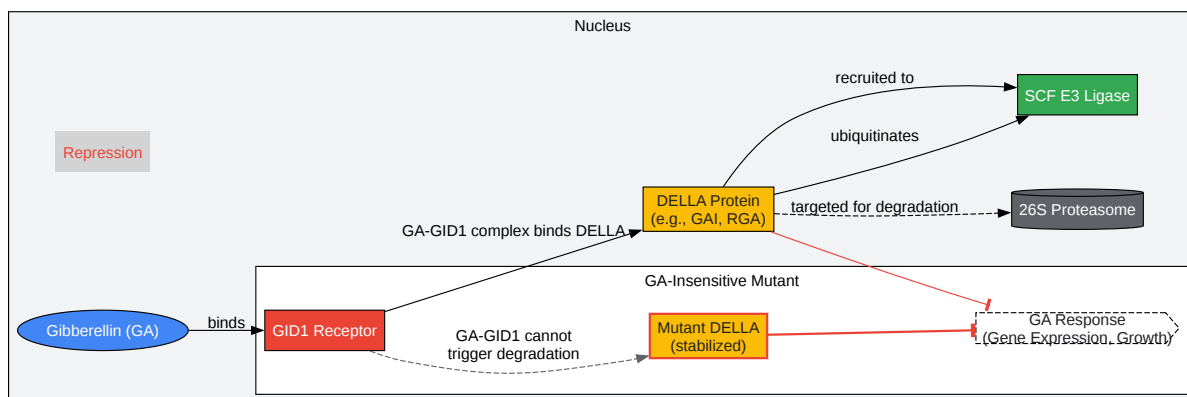 Nucleus
recruited to
SCF E3 Ligase
ubiquitinates
Repression
DELLA Protein
(e.g., GAI, RGA)
targeted for degradation
26S Proteasome
GA-GID1 complex binds DELLA
GA-Insensitive Mutant
Gibberellin (GA)
binds
GID1 Receptor
GA-GID1 cannot
trigger degradation
Mutant DELLA
(stabilized)
GA Response
(Gene Expression, Growth)